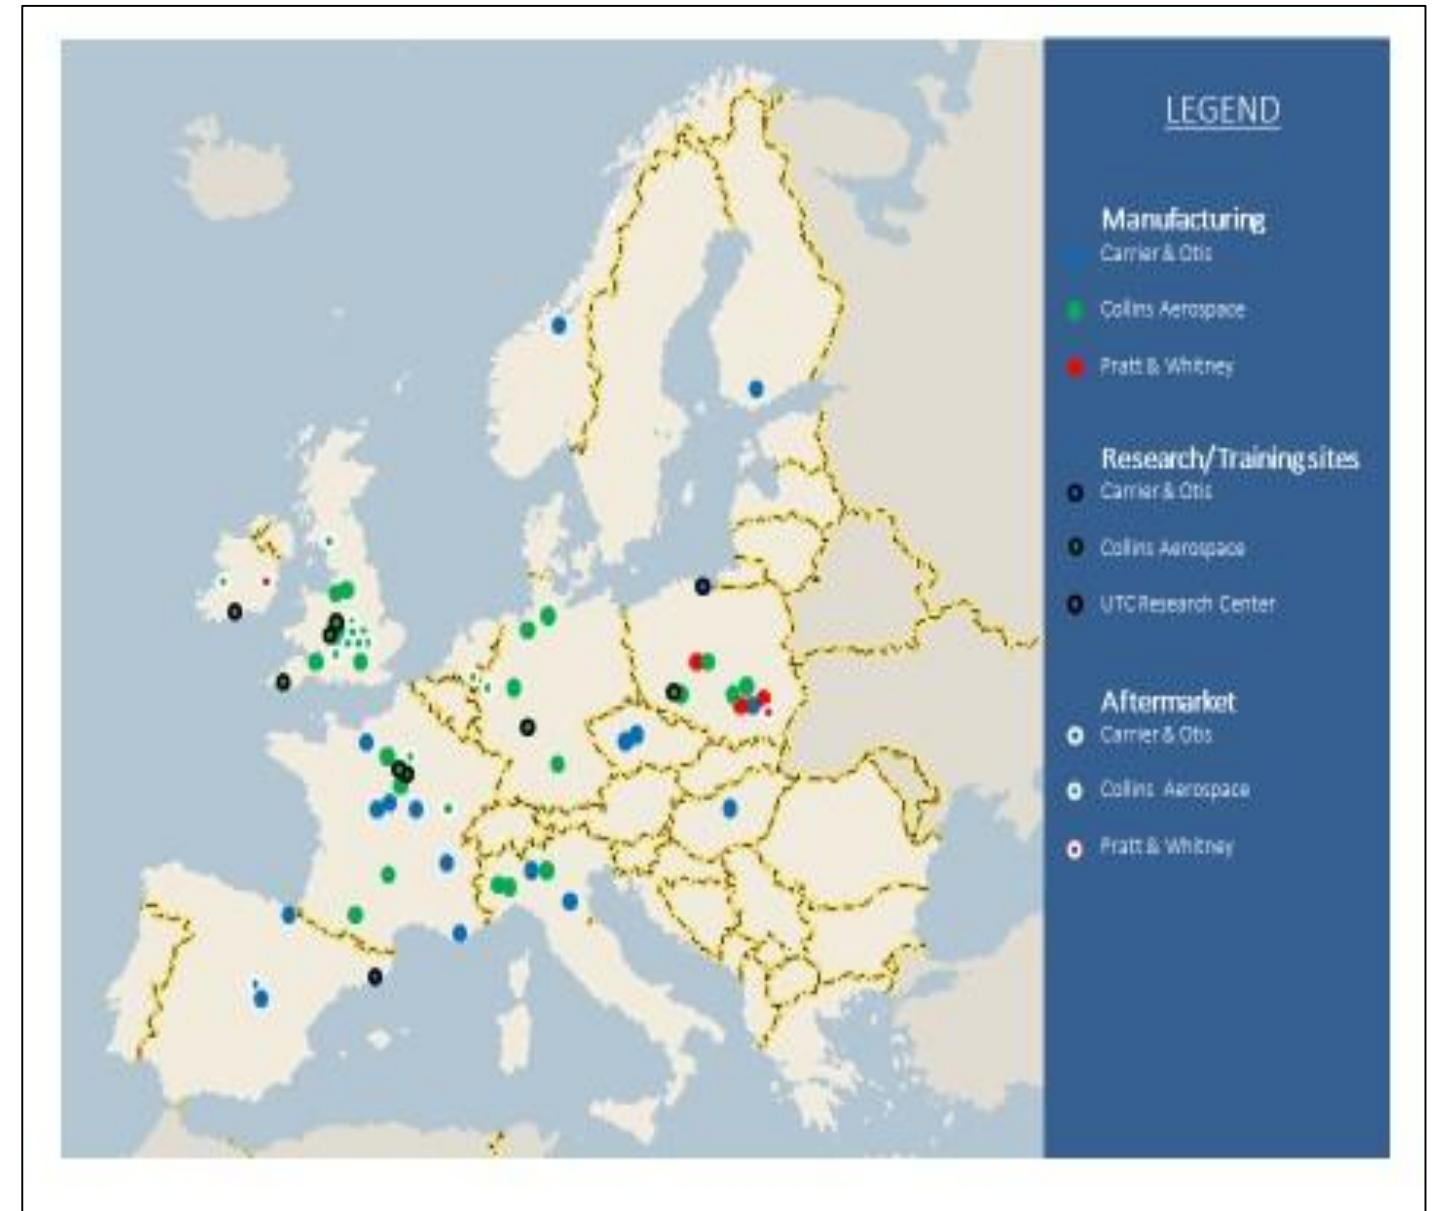 LEGEND
Manufacturing
Carrier & Otis
Collins Aerospace
Pratt & Whitney
Research/Training sites
Carrier & Otis
Collins Aerospace
UTC Research Center
Aftermarket
Carrier & Otis
Collins Aerospace
Pratt & Whitney